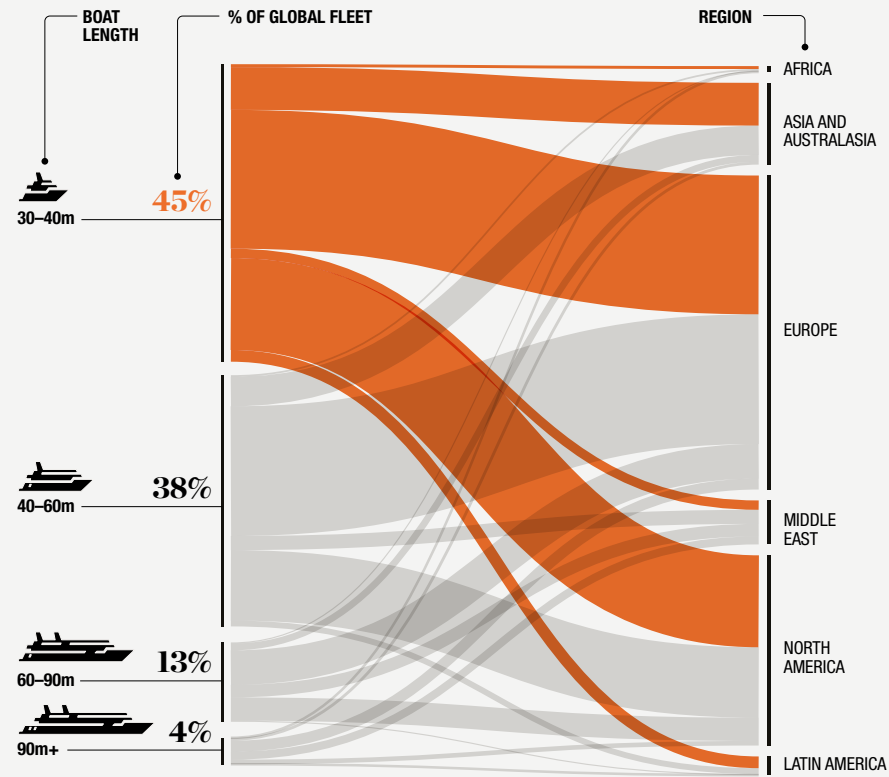 BOAT
LENGTH
% OF GLOBAL FLEET
REGION
AFRICA
ASIA AND
AUSTRALASIA
45%
30–40m
EUROPE
38%
40–60m
MIDDLE
EAST
13%
60–90m
NORTH
AMERICA
4%
90m+
LATIN AMERICA